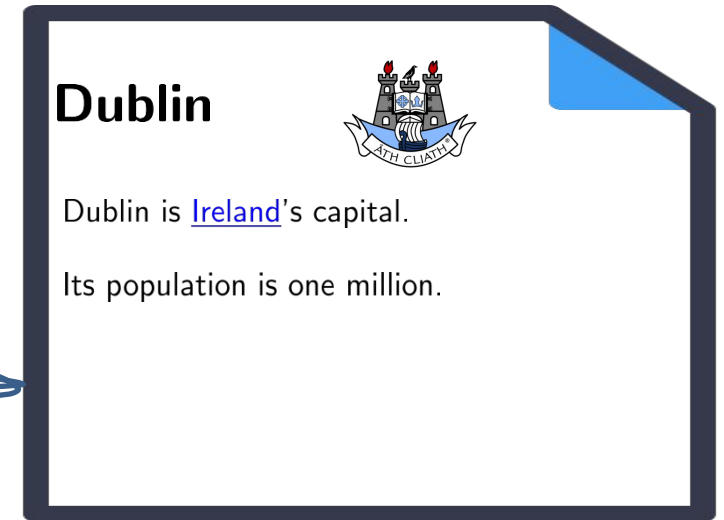 Dublin
ÁTH CLIATH
Dublin is Ireland's capital.
Its population is one million.